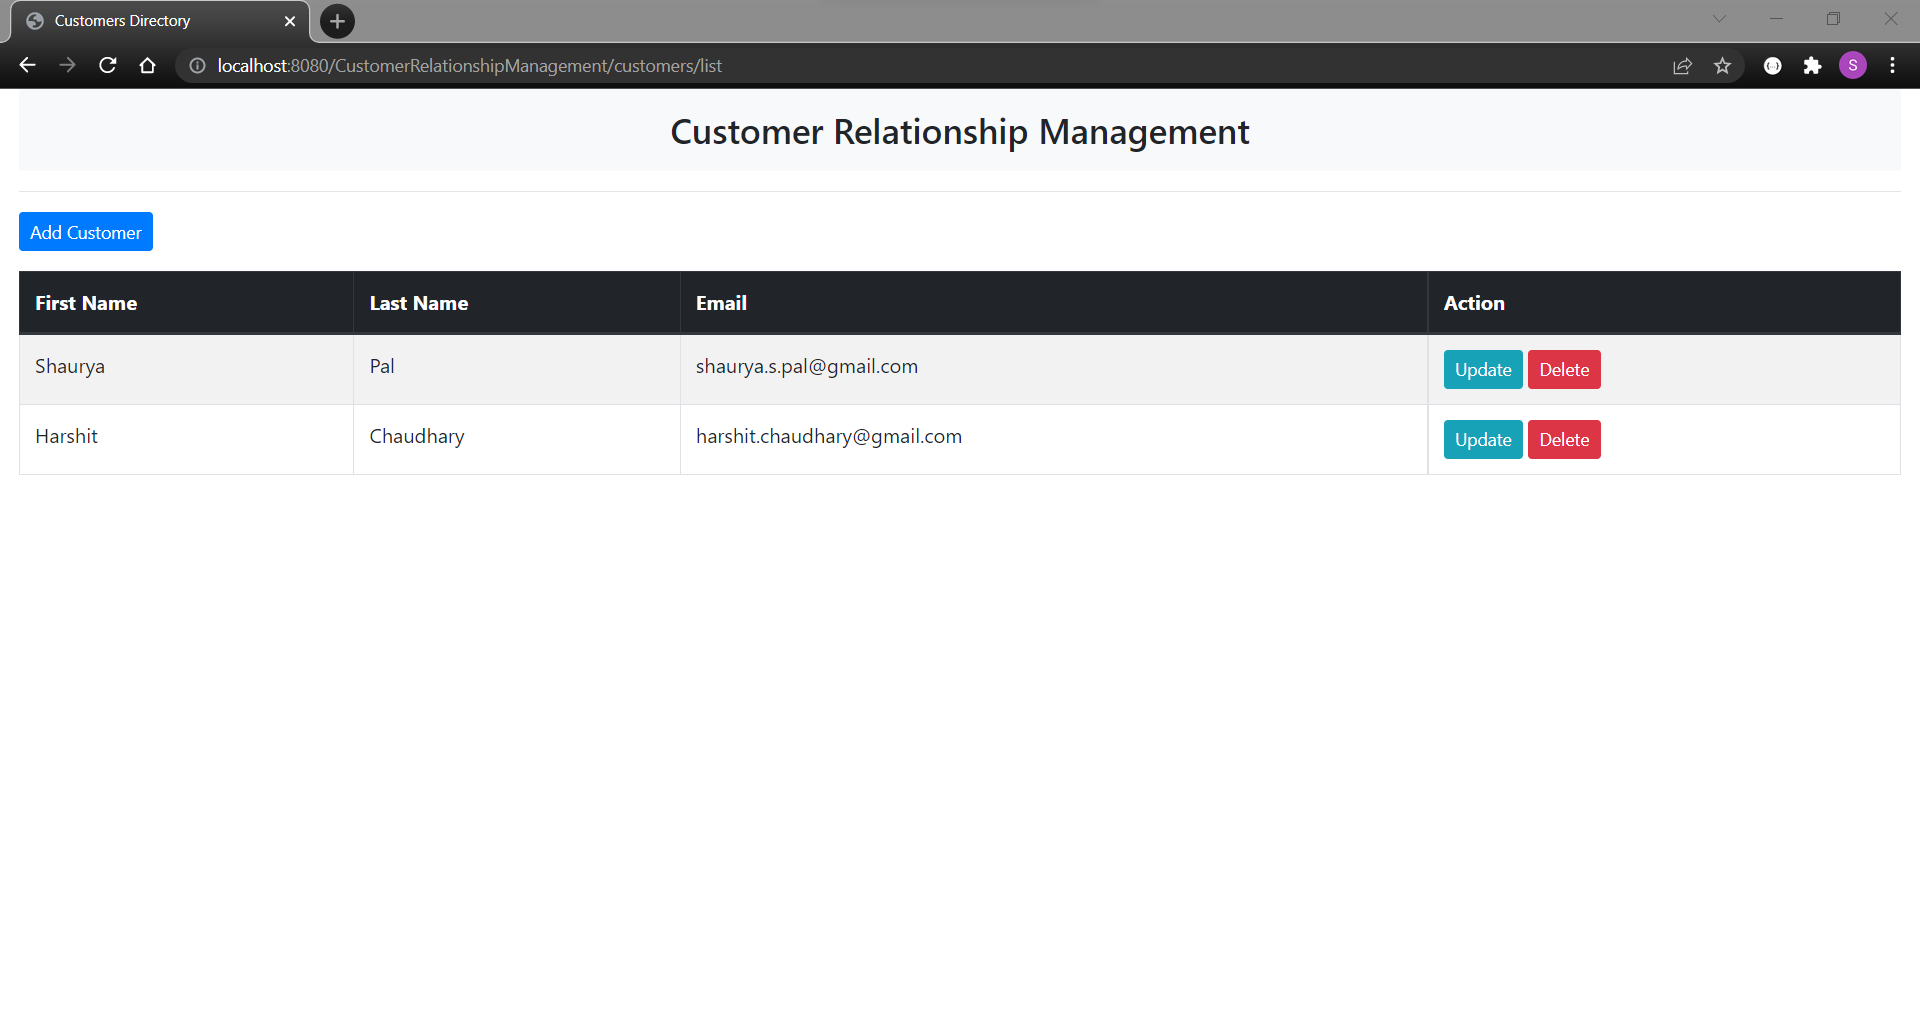 Customers Directory
localhost:8080/CustomerRelationshipManagement/customers/list
S
Customer Relationship Management
Add Customer
First Name Last Name Email Action
Shaurya Pal shaurya.s.pal@gmail.com Update Delete
Harshit Chaudhary harshit.chaudhary@gmail.com Update Delete